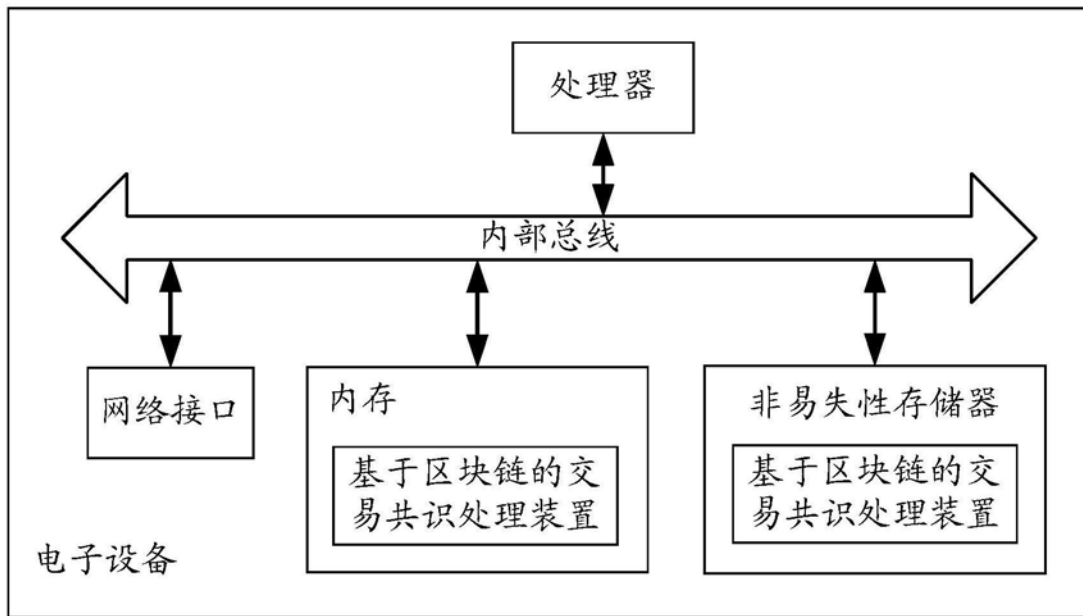 处理器
内部总线
网络接口
内存
基于区块链的交
易共识处理装置
非易失性存储器
基于区块链的交
易共识处理装置
电子设备